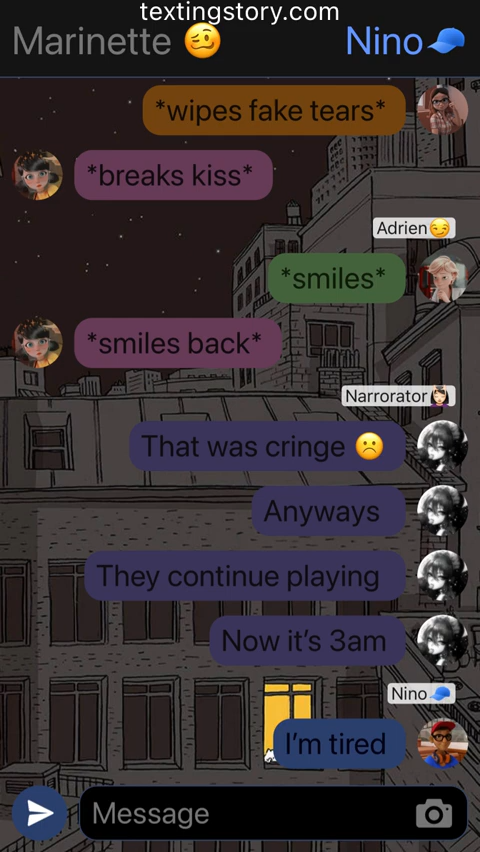 textingstory.com
Marinette 🥴 Nino🧢
*wipes fake tears*
*breaks kiss*
Adrien😏
*smiles*
*smiles back*
Narrorator💆🏻‍♀️
That was cringe ☹️
Anyways
They continue playing
Now it’s 3am
Nino🧢
I’m tired
Message